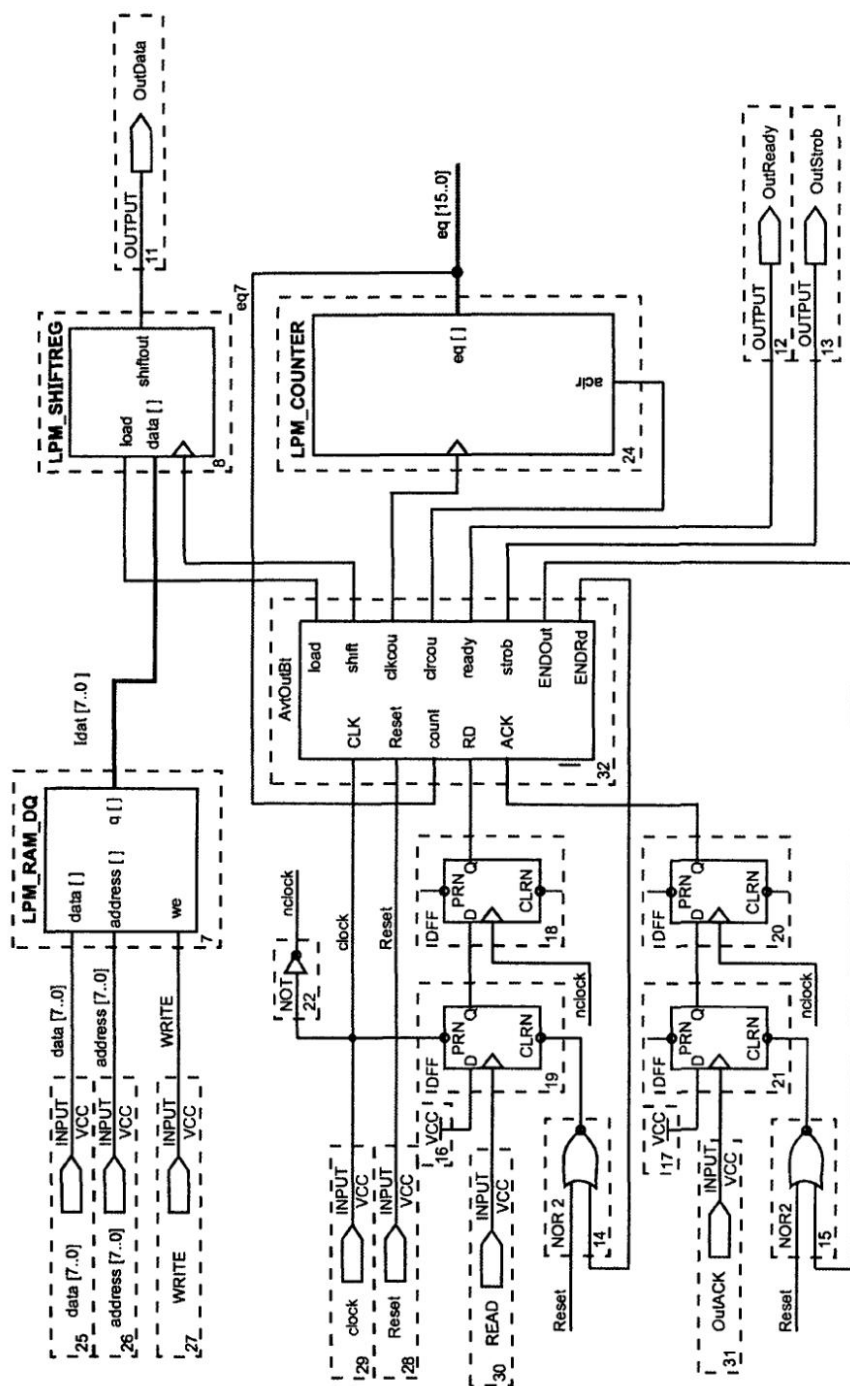 data [7..0]
25
INPUT
VCC
data [7..0]
address [7..0]
26
INPUT
VCC
address [7..0]
WRITE
27
INPUT
VCC
WRITE
LPM_RAM_DQ
data [ ]
address [ ]
we
q [ ]
7
Idat [7..0]
LPM_SHIFTREG
load
data [ ]
shiftout
8
OUTPUT
11
OutData
eq7
clock
29
INPUT
VCC
Reset
28
INPUT
VCC
NOT
22
nclock
clock
Reset
AvtOutBt
CLK
Reset
counl
RD
ACK
load
shift
clkcou
clrcou
ready
strob
ENDOut
ENDRd
32
LPM_COUNTER
eq [ ]
aclr
24
eq [15..0]
VCC
16
READ
30
INPUT
VCC
DFF
PRN
D
Q
CLRN
19
DFF
PRN
D
Q
CLRN
18
nclock
NOR 2
14
Reset
VCC
17
OutACK
31
INPUT
VCC
DFF
PRN
D
Q
CLRN
21
DFF
PRN
D
Q
CLRN
20
nclock
NOR2
15
Reset
OUTPUT
12
OutReady
OUTPUT
13
OutStrob